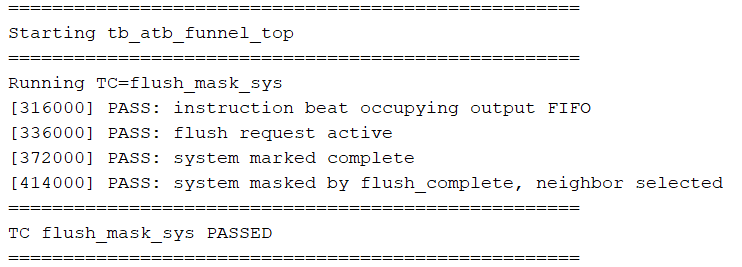 ====================================================
Starting tb_atb_funnel_top
====================================================
Running TC=flush_mask_sys
[316000] PASS: instruction beat occupying output FIFO
[336000] PASS: flush request active
[372000] PASS: system marked complete
[414000] PASS: system masked by flush_complete, neighbor selected
====================================================
TC flush_mask_sys PASSED
====================================================